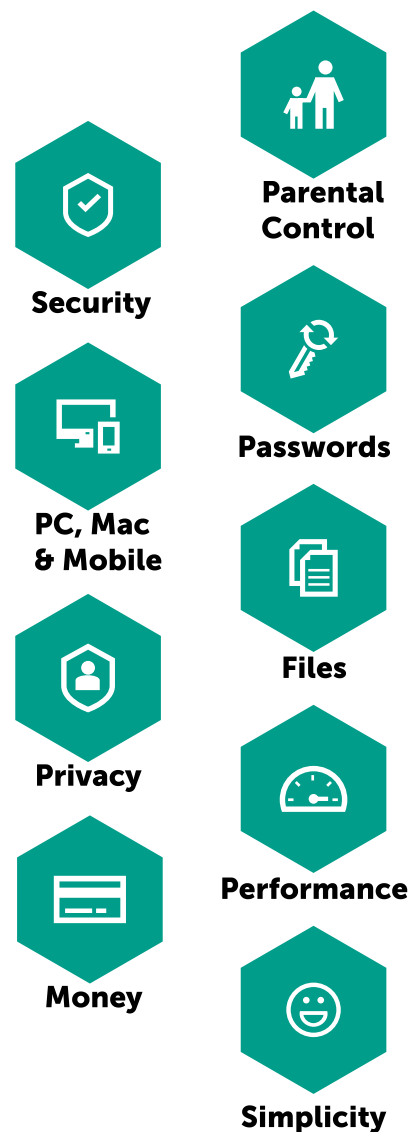 Security
PC, Mac
& Mobile
Privacy
Money
Parental
Control
Passwords
Files
Performance
Simplicity